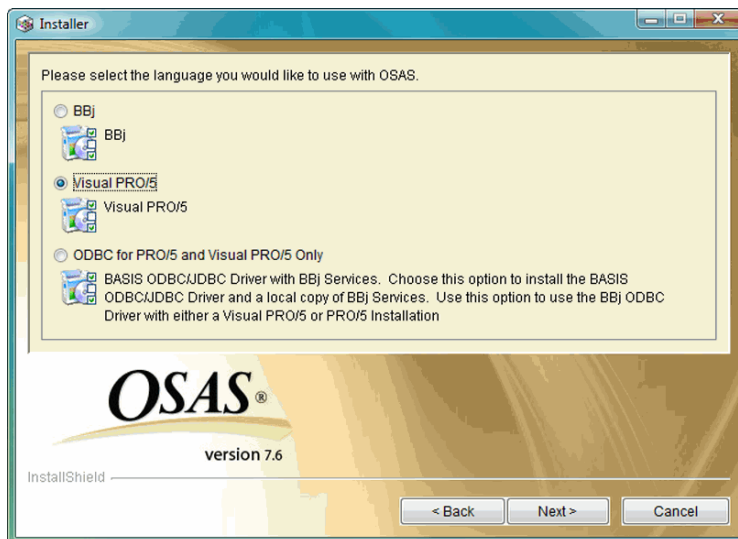 Installer
Please select the language you would like to use with OSAS.
BBj
BBj
Visual PRO/5
Visual PRO/5
ODBC for PRO/5 and Visual PRO/5 Only
BASIS ODBC/JDBC Driver with BBj Services. Choose this option to install the BASIS
ODBC/JDBC Driver and a local copy of BBj Services. Use this option to use the BBj ODBC
Driver with either a Visual PRO/5 or PRO/5 Installation
OSAS®
version 7.6
InstallShield
< Back Next > Cancel